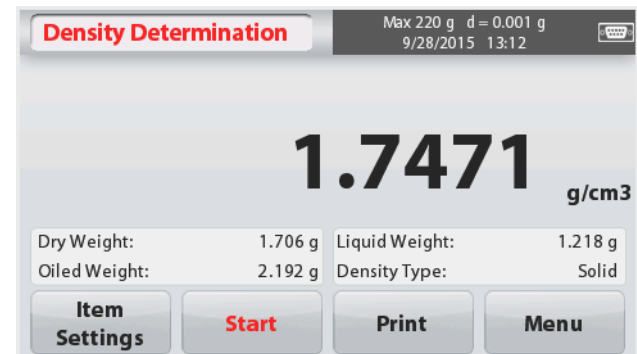 Density Determination
Max 220 g d = 0.001 g
9/28/2015 13:12
1.7471 g/cm3
Dry Weight: 1.706 g Liquid Weight: 1.218 g
Oiled Weight: 2.192 g Density Type: Solid
Item
Settings
Start
Print
Menu